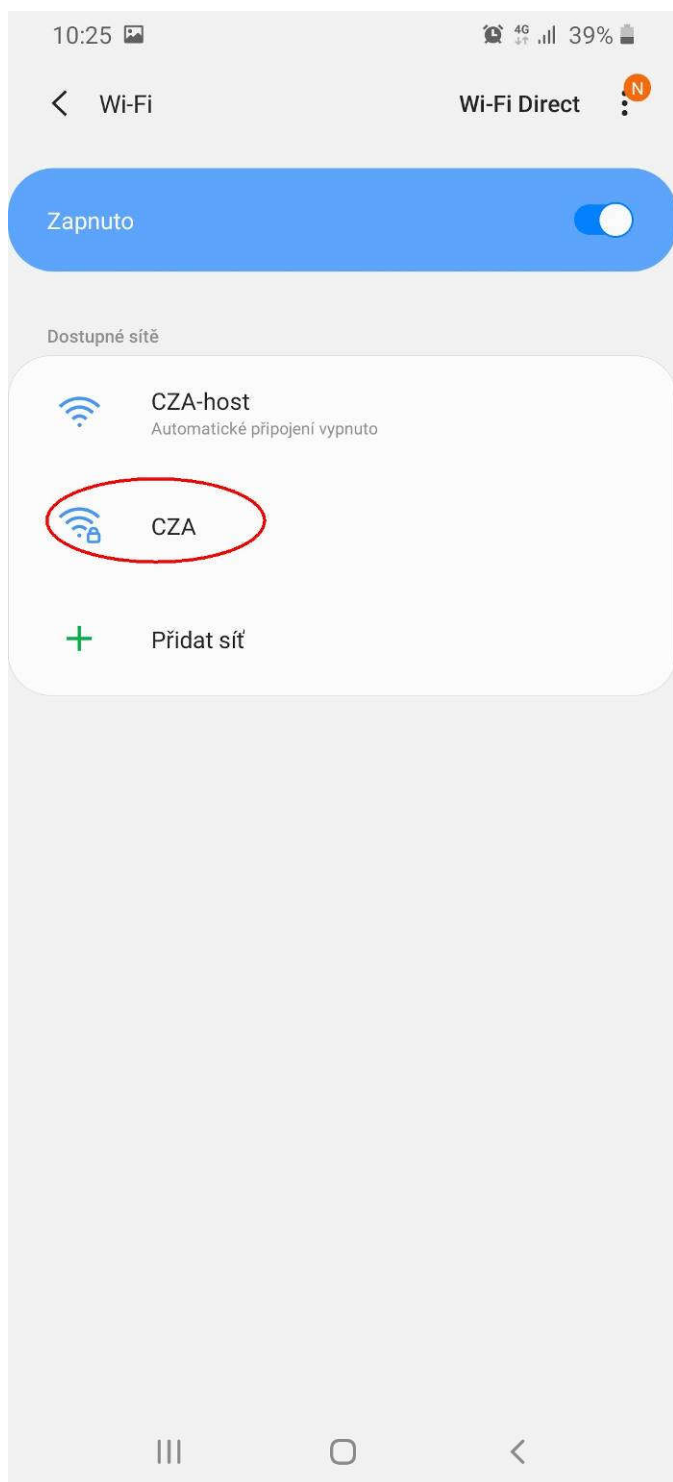 10:25 4G 39%
Wi-Fi Wi-Fi Direct N
Zapnuto
Dostupné sítě
CZA-host
Automatické připojení vypnuto
CZA
Přidat síť